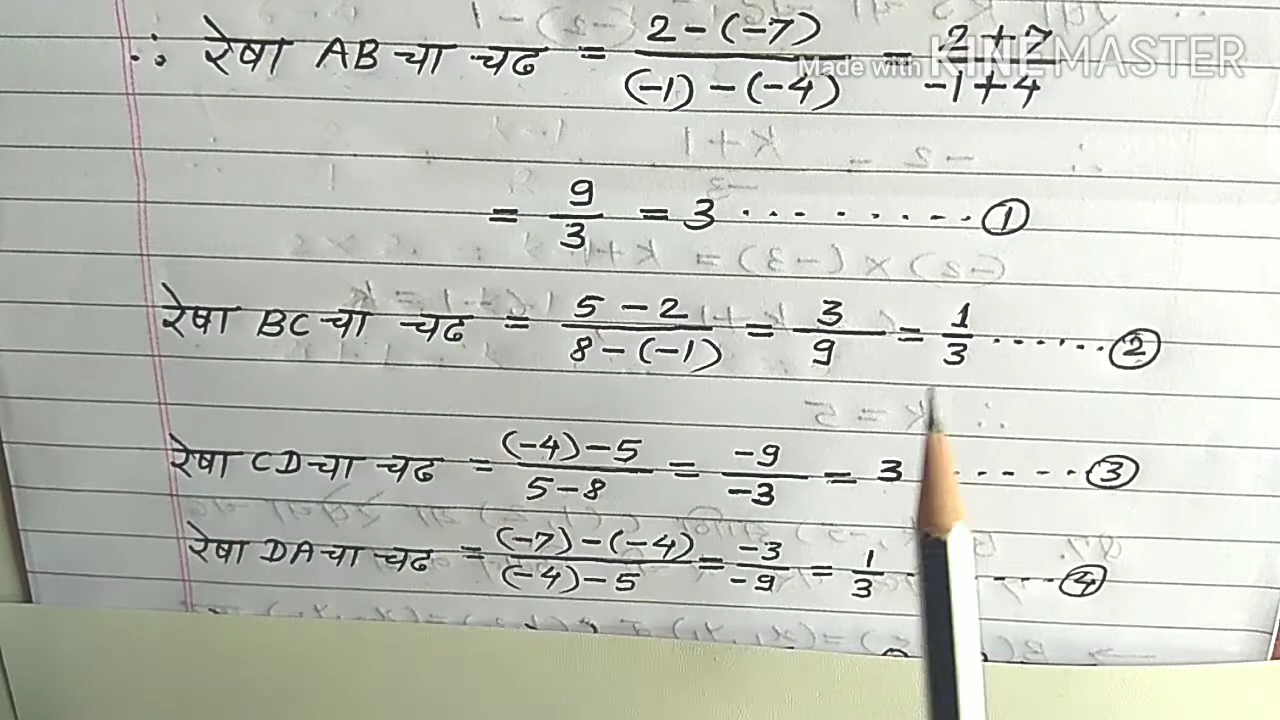 ∴ रेषा AB चा चढ = 2-(-7) / (-1)-(-4) = 2+7 / -1+4
Made with KINEMASTER
= 9/3 = 3 ......... ①
रेषा BC चा चढ = 5-2 / 8-(-1) = 3/9 = 1/3 ...... ②
रेषा CD चा चढ = (-4)-5 / 5-8 = -9/-3 = 3 ...... ③
रेषा DA चा चढ = (-7)-(-4) / (-4)-5 = -3/-9 = 1/3 ...... ④